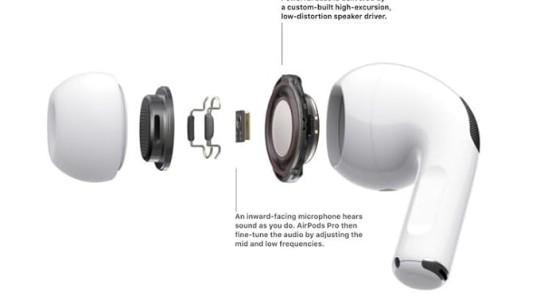 a custom-built high-excursion,
low-distortion speaker driver.
An inward-facing microphone hears
sound as you do. AirPods Pro then
fine-tune the audio by adjusting the
mid and low frequencies.